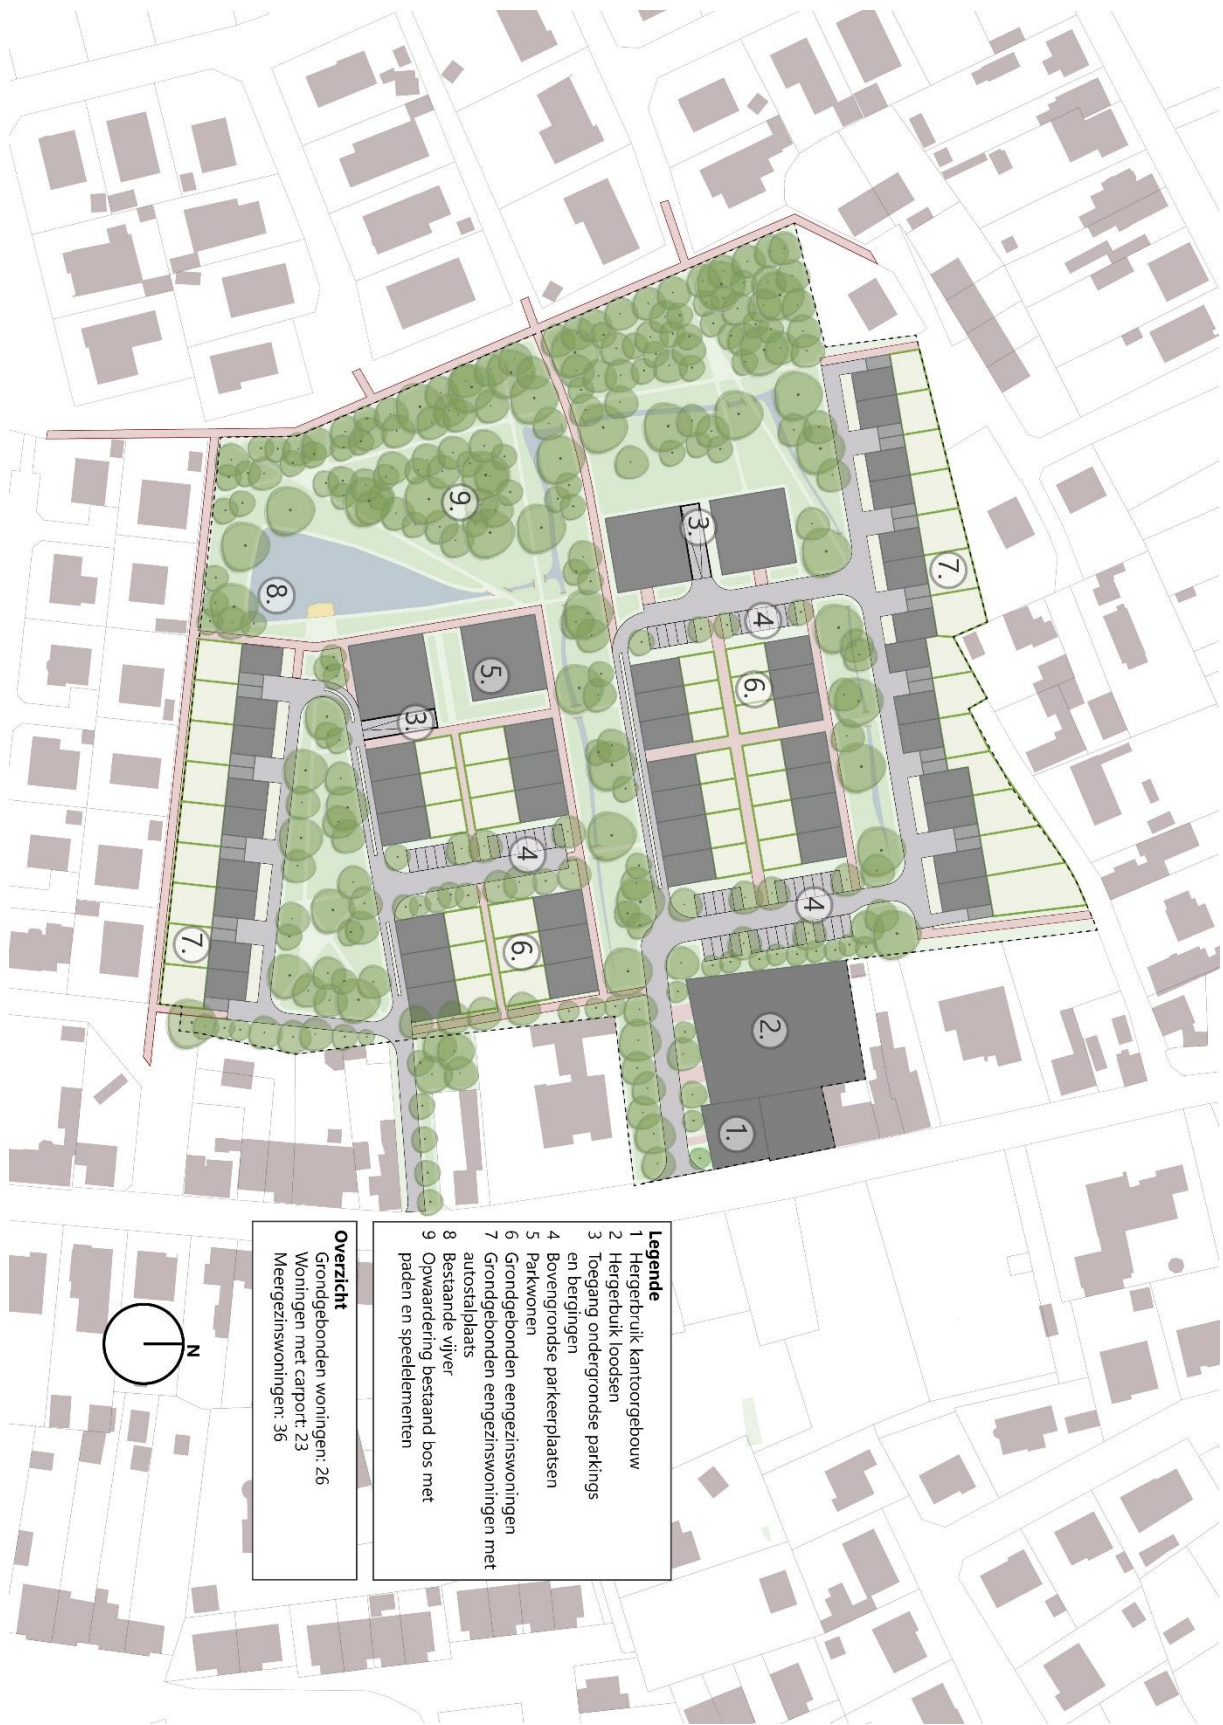 7.
3.
9.
4
8.
6.
5.
3.
4
4
7.
6.
2.
1.
Legende
1 Hergerbruik kantoorgebouw
2 Hergerbuik loodsen
3 Toegang ondergrondse parkings
en bergingen
4 Bovengrondse parkeerplaatsen
5 Parkwonen
6 Grondgebonden eengezinswoningen
7 Grondgebonden eengezinswoningen met
autostalplaats
8 Bestaande vijver
9 Opwaardering bestaand bos met
paden en speelelementen
Overzicht
Grondgebonden woningen: 26
Woningen met carport: 23
Meergezinswoningen: 36
N